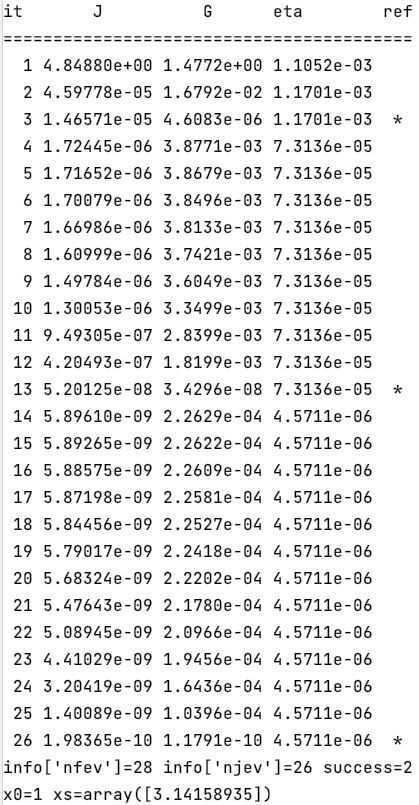 it J G eta ref
=========================================
1 4.84880e+00 1.4772e+00 1.1052e-03
2 4.59778e-05 1.6792e-02 1.1701e-03
3 1.46571e-05 4.6083e-06 1.1701e-03 *
4 1.72445e-06 3.8771e-03 7.3136e-05
5 1.71652e-06 3.8679e-03 7.3136e-05
6 1.70079e-06 3.8496e-03 7.3136e-05
7 1.66986e-06 3.8133e-03 7.3136e-05
8 1.60999e-06 3.7421e-03 7.3136e-05
9 1.49784e-06 3.6049e-03 7.3136e-05
10 1.30053e-06 3.3499e-03 7.3136e-05
11 9.49305e-07 2.8399e-03 7.3136e-05
12 4.20493e-07 1.8199e-03 7.3136e-05
13 5.20125e-08 3.4296e-08 7.3136e-05 *
14 5.89610e-09 2.2629e-04 4.5711e-06
15 5.89265e-09 2.2622e-04 4.5711e-06
16 5.88575e-09 2.2609e-04 4.5711e-06
17 5.87198e-09 2.2581e-04 4.5711e-06
18 5.84456e-09 2.2527e-04 4.5711e-06
19 5.79017e-09 2.2418e-04 4.5711e-06
20 5.68324e-09 2.2202e-04 4.5711e-06
21 5.47643e-09 2.1780e-04 4.5711e-06
22 5.08945e-09 2.0966e-04 4.5711e-06
23 4.41029e-09 1.9456e-04 4.5711e-06
24 3.20419e-09 1.6436e-04 4.5711e-06
25 1.40089e-09 1.0396e-04 4.5711e-06
26 1.98365e-10 1.1791e-10 4.5711e-06 *
info['nfev']=28 info['njev']=26 success=2
x0=1 xs=array([3.14158935])